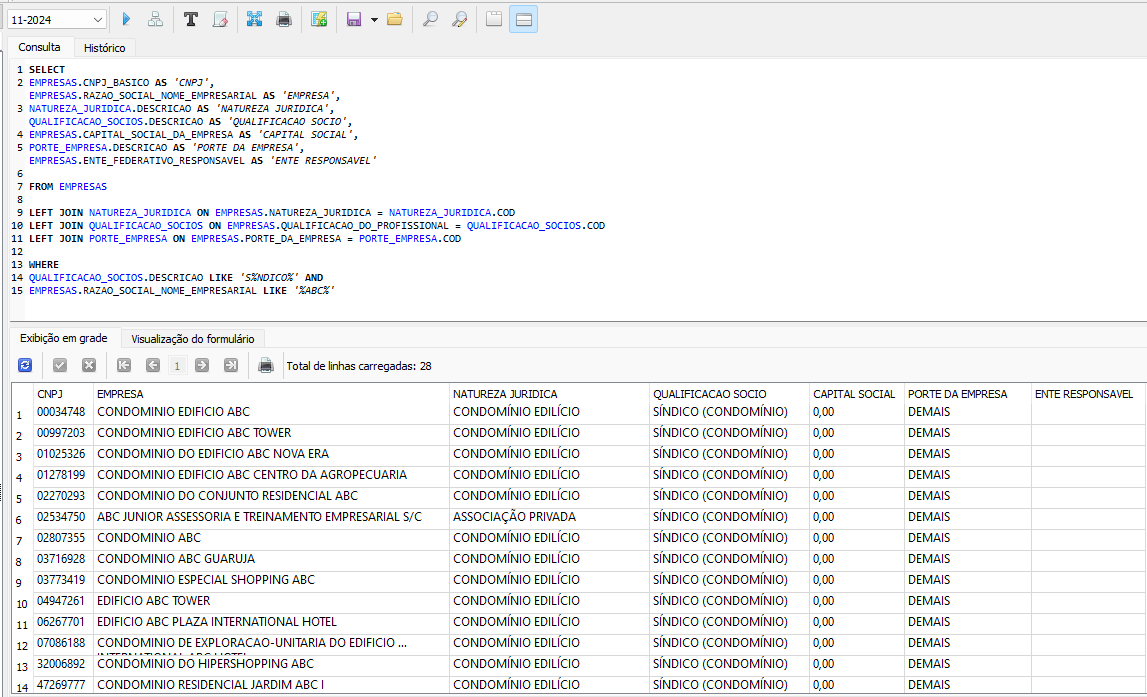 11-2024
Consulta Histórico
1 SELECT
2 EMPRESAS.CNPJ_BASICO AS 'CNPJ',
EMPRESAS.RAZAO_SOCIAL_NOME_EMPRESARIAL AS 'EMPRESA',
3 NATUREZA_JURIDICA.DESCRICAO AS 'NATUREZA JURIDICA',
QUALIFICACAO_SOCIOS.DESCRICAO AS 'QUALIFICACAO SOCIO',
4 EMPRESAS.CAPITAL_SOCIAL_DA_EMPRESA AS 'CAPITAL SOCIAL',
5 PORTE_EMPRESA.DESCRICAO AS 'PORTE DA EMPRESA',
EMPRESAS.ENTE_FEDERATIVO_RESPONSAVEL AS 'ENTE RESPONSAVEL'
6
7 FROM EMPRESAS
8
9 LEFT JOIN NATUREZA_JURIDICA ON EMPRESAS.NATUREZA_JURIDICA = NATUREZA_JURIDICA.COD
10 LEFT JOIN QUALIFICACAO_SOCIOS ON EMPRESAS.QUALIFICACAO_DO_PROFISSIONAL = QUALIFICACAO_SOCIOS.COD
11 LEFT JOIN PORTE_EMPRESA ON EMPRESAS.PORTE_DA_EMPRESA = PORTE_EMPRESA.COD
12
13 WHERE
14 QUALIFICACAO_SOCIOS.DESCRICAO LIKE 'S%NDICO%' AND
15 EMPRESAS.RAZAO_SOCIAL_NOME_EMPRESARIAL LIKE '%ABC%'
Exibição em grade Visualização do formulário
1 Total de linhas carregadas: 28
CNPJ EMPRESA NATUREZA JURIDICA QUALIFICACAO SOCIO CAPITAL SOCIAL PORTE DA EMPRESA ENTE RESPONSAVEL
1 00034748 CONDOMINIO EDIFICIO ABC CONDOMÍNIO EDILÍCIO SÍNDICO (CONDOMÍNIO) 0,00 DEMAIS
2 00997203 CONDOMINIO EDIFICIO ABC TOWER CONDOMÍNIO EDILÍCIO SÍNDICO (CONDOMÍNIO) 0,00 DEMAIS
3 01025326 CONDOMINIO DO EDIFICIO ABC NOVA ERA CONDOMÍNIO EDILÍCIO SÍNDICO (CONDOMÍNIO) 0,00 DEMAIS
4 01278199 CONDOMINIO EDIFICIO ABC CENTRO DA AGROPECUARIA CONDOMÍNIO EDILÍCIO SÍNDICO (CONDOMÍNIO) 0,00 DEMAIS
5 02270293 CONDOMINIO DO CONJUNTO RESIDENCIAL ABC CONDOMÍNIO EDILÍCIO SÍNDICO (CONDOMÍNIO) 0,00 DEMAIS
6 02534750 ABC JUNIOR ASSESSORIA E TREINAMENTO EMPRESARIAL S/C ASSOCIAÇÃO PRIVADA SÍNDICO (CONDOMÍNIO) 0,00 DEMAIS
7 02807355 CONDOMINIO ABC CONDOMÍNIO EDILÍCIO SÍNDICO (CONDOMÍNIO) 0,00 DEMAIS
8 03716928 CONDOMINIO ABC GUARUJA CONDOMÍNIO EDILÍCIO SÍNDICO (CONDOMÍNIO) 0,00 DEMAIS
9 03773419 CONDOMINIO ESPECIAL SHOPPING ABC CONDOMÍNIO EDILÍCIO SÍNDICO (CONDOMÍNIO) 0,00 DEMAIS
10 04947261 EDIFICIO ABC TOWER CONDOMÍNIO EDILÍCIO SÍNDICO (CONDOMÍNIO) 0,00 DEMAIS
11 06267701 EDIFICIO ABC PLAZA INTERNATIONAL HOTEL CONDOMÍNIO EDILÍCIO SÍNDICO (CONDOMÍNIO) 0,00 DEMAIS
12 07086188 CONDOMINIO DE EXPLORACAO-UNITARIA DO EDIFICIO ... CONDOMÍNIO EDILÍCIO SÍNDICO (CONDOMÍNIO) 0,00 DEMAIS
13 32006892 CONDOMINIO DO HIPERSHOPPING ABC CONDOMÍNIO EDILÍCIO SÍNDICO (CONDOMÍNIO) 0,00 DEMAIS
14 47269777 CONDOMINIO RESIDENCIAL JARDIM ABC I CONDOMÍNIO EDILÍCIO SÍNDICO (CONDOMÍNIO) 0,00 DEMAIS